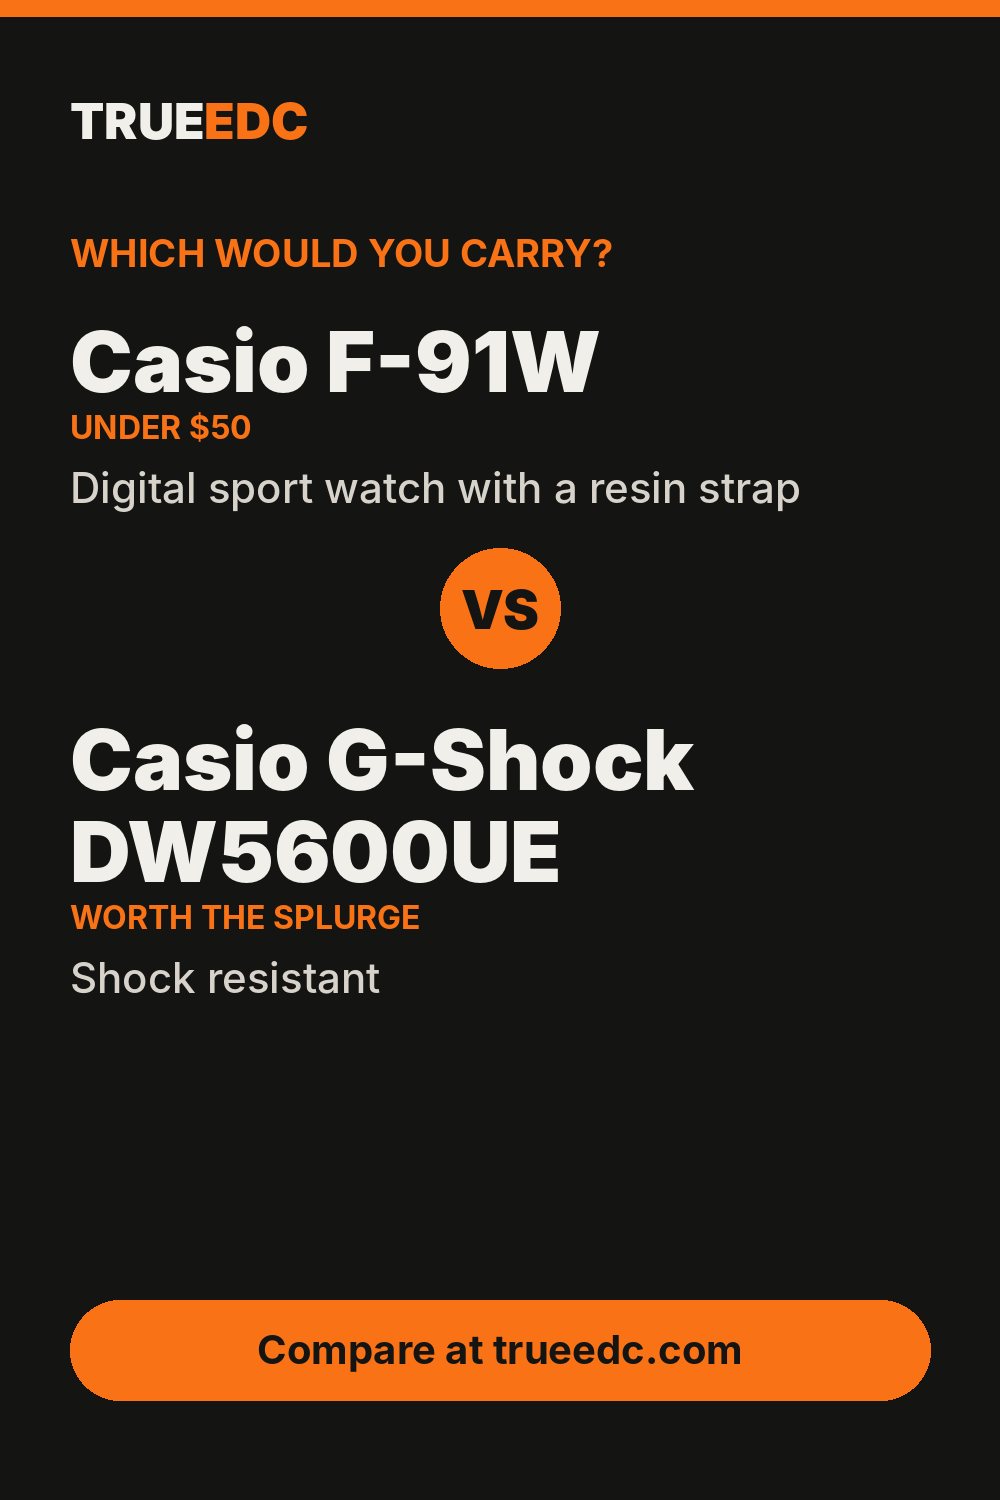 TRUEEDC
WHICH WOULD YOU CARRY?
Casio F-91W
UNDER $50
Digital sport watch with a resin strap
VS
Casio G-Shock
DW5600UE
WORTH THE SPLURGE
Shock resistant
Compare at trueedc.com